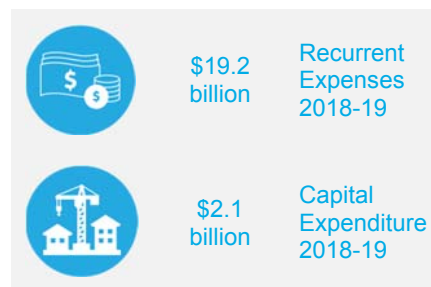 $
$
$19.2
billion
Recurrent
Expenses
2018-19
$2.1
billion
Capital
Expenditure
2018-19